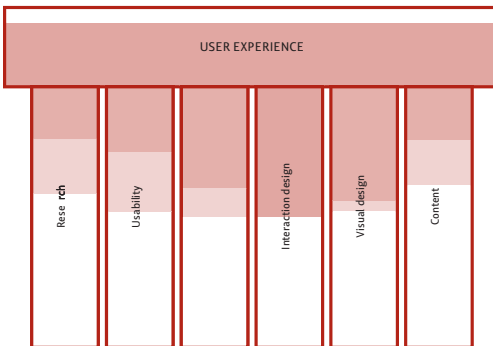 USER EXPERIENCE
Rese rch
Usability
Interaction design
Visual design
Content